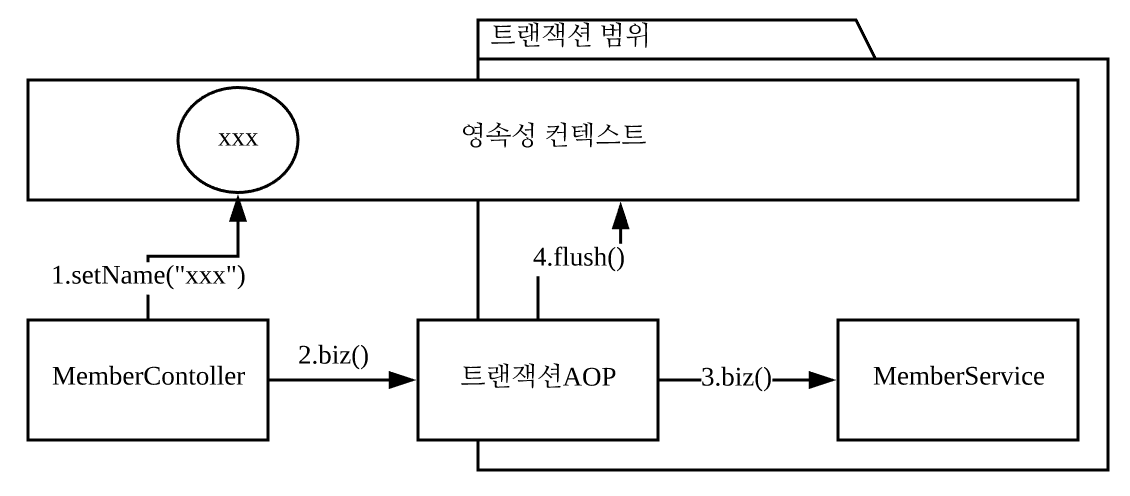 트랜잭션 범위
xxx
영속성 컨텍스트
4.flush()
1.setName("xxx")
2.biz()
MemberContoller
트랜잭션AOP
3.biz()
MemberService